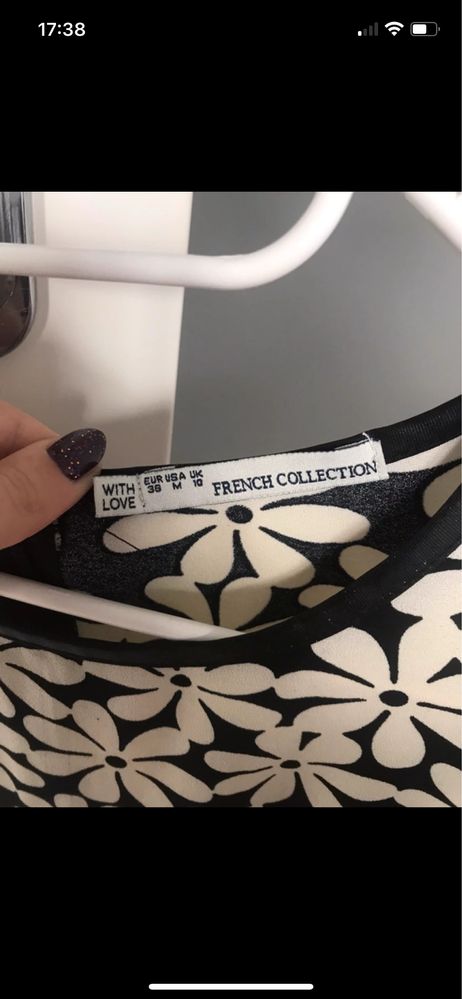 17:38
WITH
LOVE
EUR USA UK
38 M 10
FRENCH COLLECTION